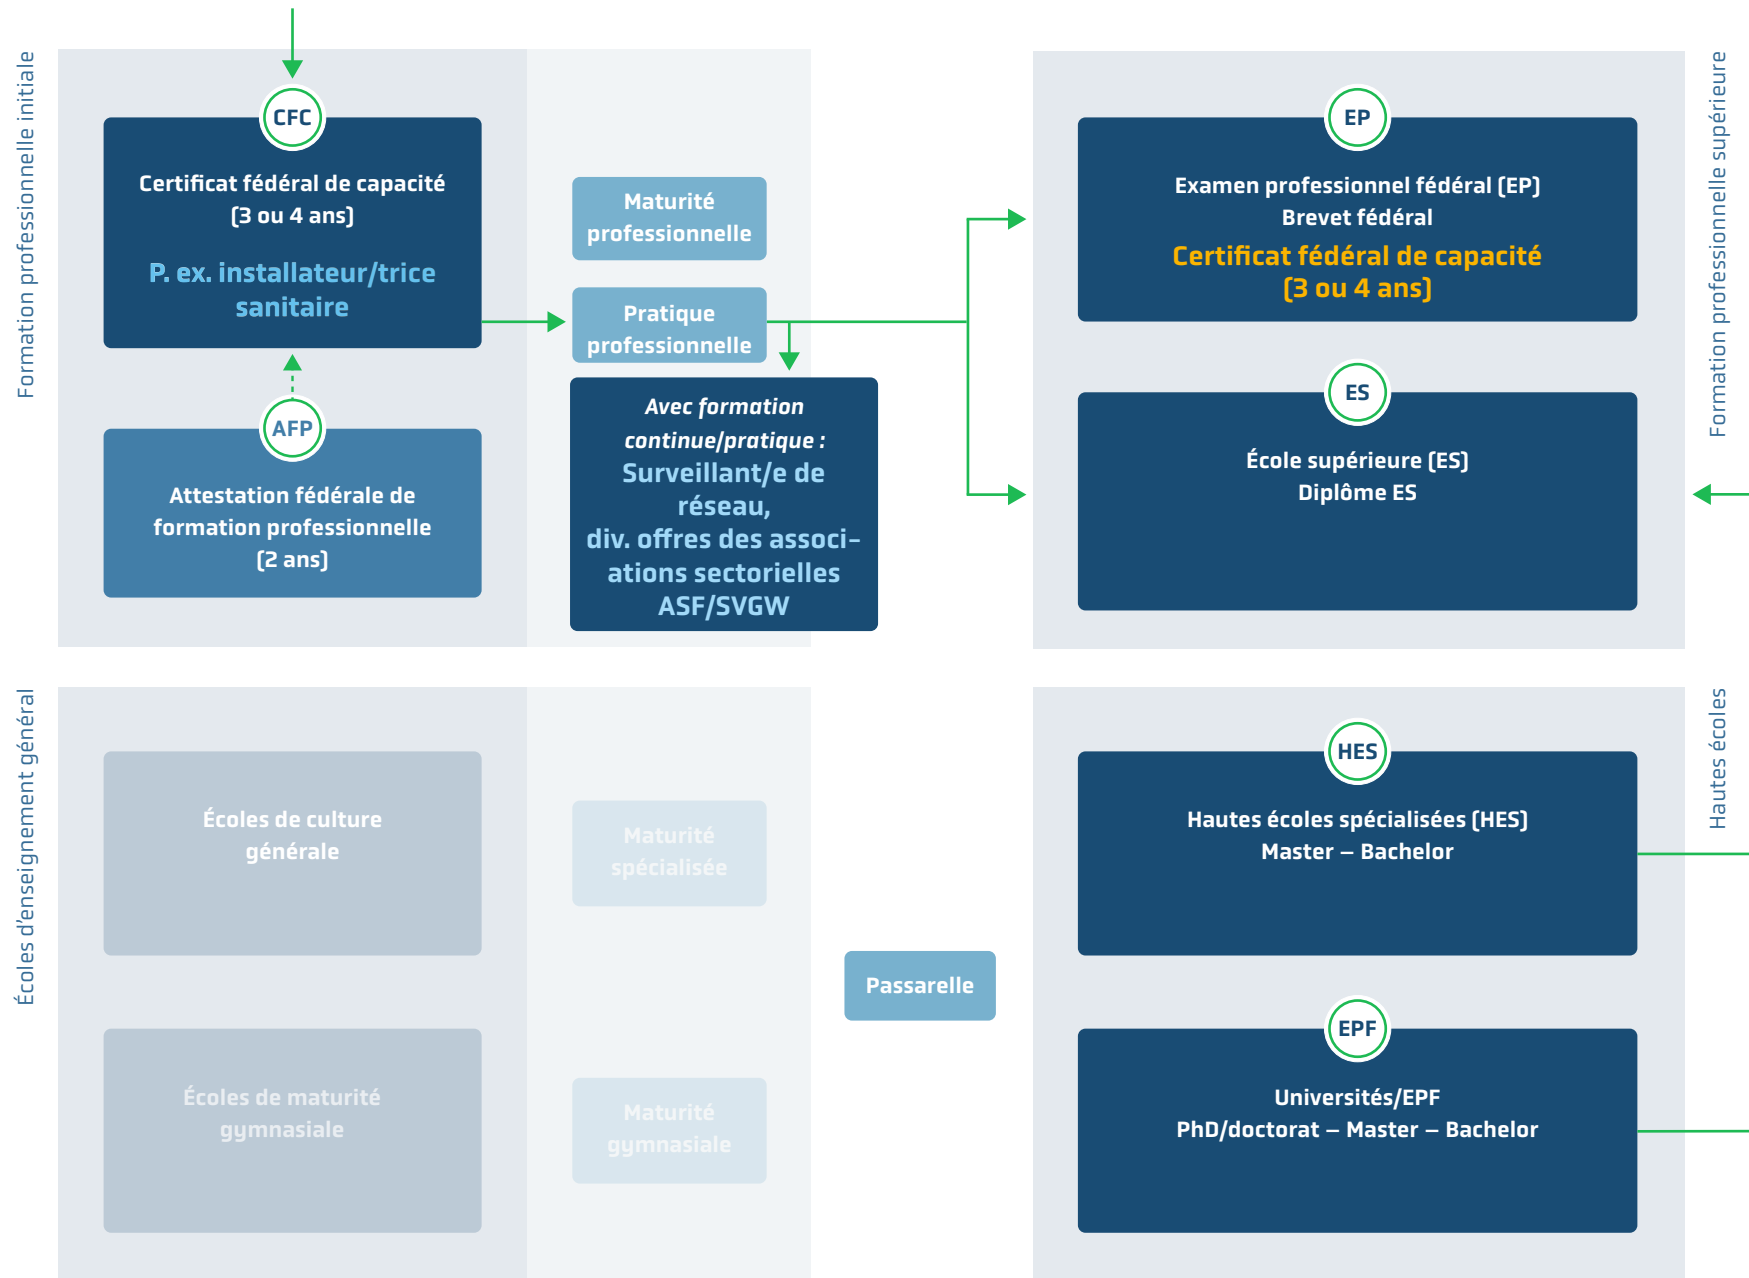 Formation professionnelle initiale
CFC
Certificat fédéral de capacité
(3 ou 4 ans)
P. ex. installateur/trice
sanitaire
AFP
Attestation fédérale de
formation professionnelle
(2 ans)
Maturité
professionnelle
Pratique
professionnelle
Avec formation
continue/pratique :
Surveillant/e de
réseau,
div. offres des associ-
ations sectorielles
ASF/SVGW
EP
Examen professionnel fédéral (EP)
Brevet fédéral
Certificat fédéral de capacité
(3 ou 4 ans)
ES
École supérieure (ES)
Diplôme ES
Formation professionnelle supérieure
Écoles d'enseignement général
Écoles de culture
générale
Écoles de maturité
gymnasiale
Maturité
spécialisée
Maturité
gymnasiale
Passarelle
HES
Hautes écoles spécialisées (HES)
Master – Bachelor
EPF
Universités/EPF
PhD/doctorat – Master – Bachelor
Hautes écoles